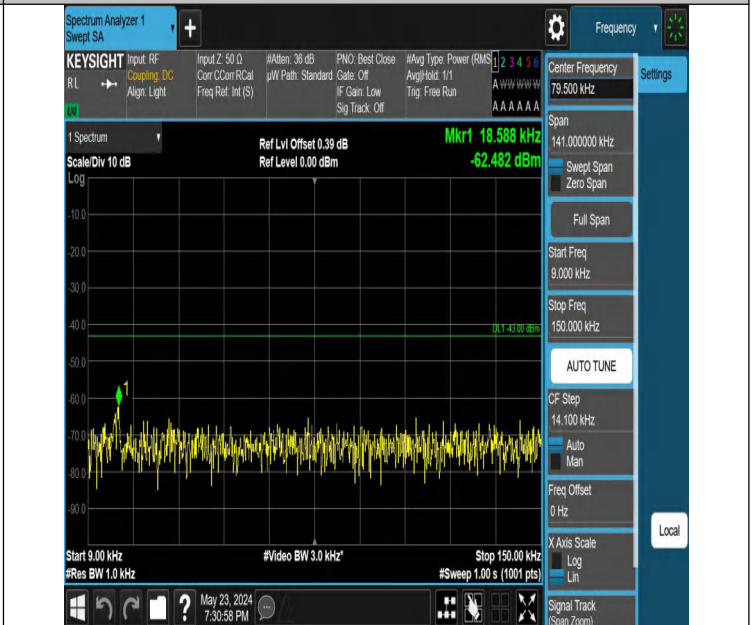 Spectrum Analyzer 1
Swept SA
+
Frequency
KEYSIGHT
RL
LXI
Input: RF
Coupling: DC
Align: Light
Input Z: 50 Ω
Corr CCorr RCal
Freq Ref: Int (S)
#Atten: 36 dB
µW Path: Standard
PNO: Best Close
Gate: Off
IF Gain: Low
Sig Track: Off
#Avg Type: Power (RMS
Avg|Hold: 1/1
Trig: Free Run
1 2 3 4 5 6
A W W W W W
A A A A A A
1 Spectrum
Scale/Div 10 dB
Log
Ref Lvl Offset 0.39 dB
Ref Level 0.00 dBm
Mkr1 18.588 kHz
-62.482 dBm
-10.0
-20.0
-30.0
-40.0
-50.0
-60.0
-70.0
-80.0
-90.0
DL1 -43.00 dBm
1
Start 9.00 kHz
#Res BW 1.0 kHz
#Video BW 3.0 kHz*
Stop 150.00 kHz
#Sweep 1.00 s (1001 pts)
Center Frequency
79.500 kHz
Settings
Span
141.000000 kHz
Swept Span
Zero Span
Full Span
Start Freq
9.000 kHz
Stop Freq
150.000 kHz
AUTO TUNE
CF Step
14.100 kHz
Auto
Man
Freq Offset
0 Hz
X Axis Scale
Log
Lin
Signal Track
(Span Zoom)
Local
?
May 23, 2024
7:30:58 PM